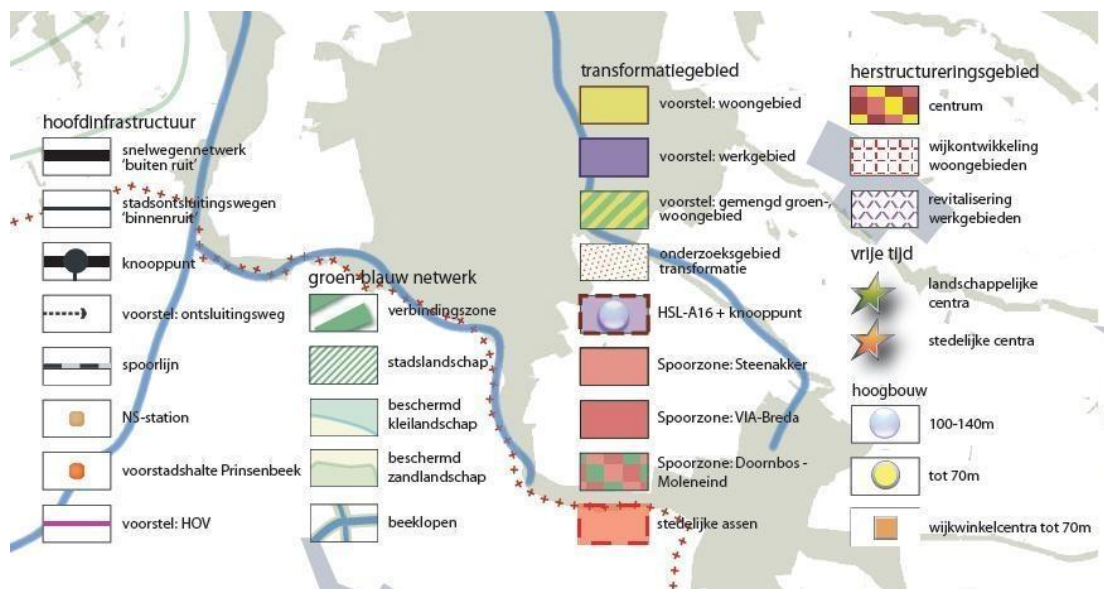 hoofdinfrastructuur
snelwegennetwerk
'buiten ruit'
stadsontsluitingswegen
'binnenruit'
knooppunt
voorstel: ontsluitingsweg
spoorlijn
NS-station
voorstadshalte Prinsenbeek
voorstel: HOV
groen-blauw netwerk
verbindingszone
stadslandschap
beschermd
kleilandschap
beschermd
zandlandschap
beeklopen
transformatiegebied
voorstel: woongebied
voorstel: werkgebied
voorstel: gemengd groen-,
woongebied
onderzoeksgebied
transformatie
HSL-A16 + knooppunt
Spoorzone: Steenakker
Spoorzone: VIA-Breda
Spoorzone: Doornbos -
Moleneind
stedelijke assen
herstructureringsgebied
centrum
wijkontwikkeling
woongebieden
revitalisering
werkgebieden
vrije tijd
landschappelijke
centra
stedelijke centra
hoogbouw
100-140m
tot 70m
wijkwinkelcentra tot 70m